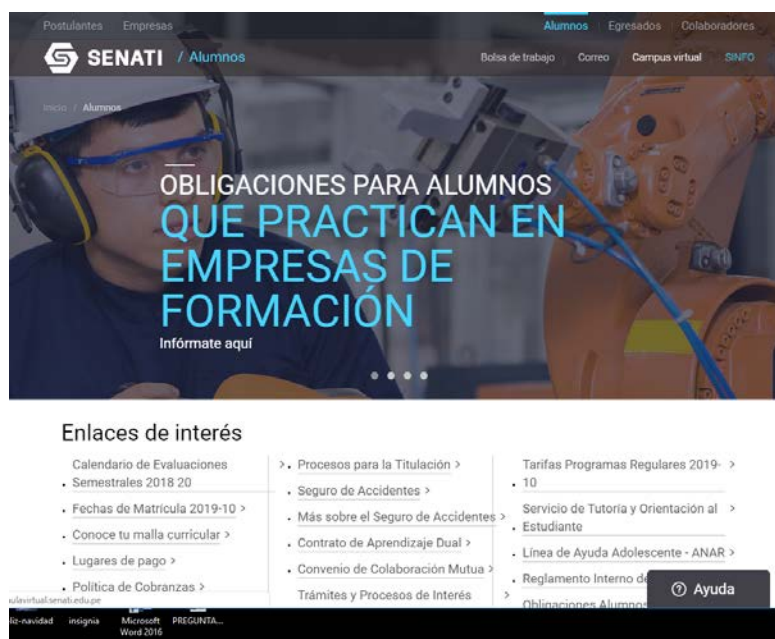 Postulantes Empresas Alumnos Egresados Colaboradores
SENATI / Alumnos Bolsa de trabajo Correo Campus virtual SINFO
Inicio / Alumnos
OBLIGACIONES PARA ALUMNOS
QUE PRACTICAN EN
EMPRESAS DE
FORMACIÓN
Infórmate aquí
Enlaces de interés
Calendario de Evaluaciones
Semestrales 2018 20
Fechas de Matrícula 2019-10 >
Conoce tu malla curricular >
Lugares de pago >
Política de Cobranzas >
> Procesos para la Titulación >
Seguro de Accidentes >
Más sobre el Seguro de Accidentes >
Contrato de Aprendizaje Dual >
Convenio de Colaboración Mutua >
Trámites y Procesos de Interés >
Tarifas Programas Regulares 2019- >
10
Servicio de Tutoría y Orientación al >
Estudiante
Línea de Ayuda Adolescente - ANAR >
Reglamento Interno de
Obligaciones Alumnos
Ayuda
ulavirtual.senati.edu.pe
liz-navidad insignia Microsoft PREGUNTA...
Word 2016